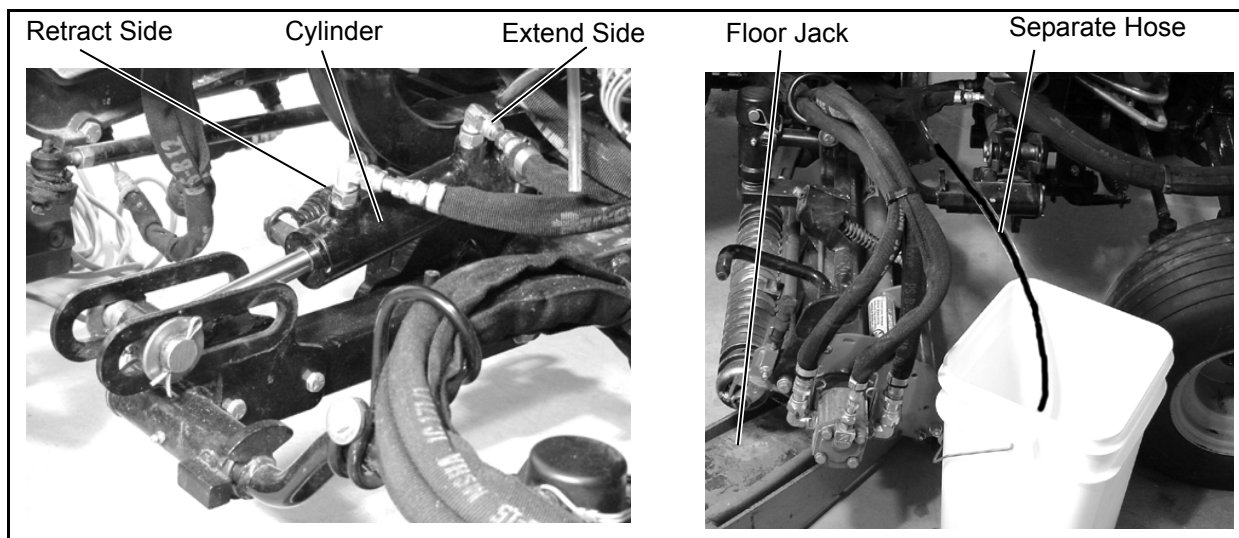 Retract Side
Cylinder
Extend Side
Floor Jack
Separate Hose